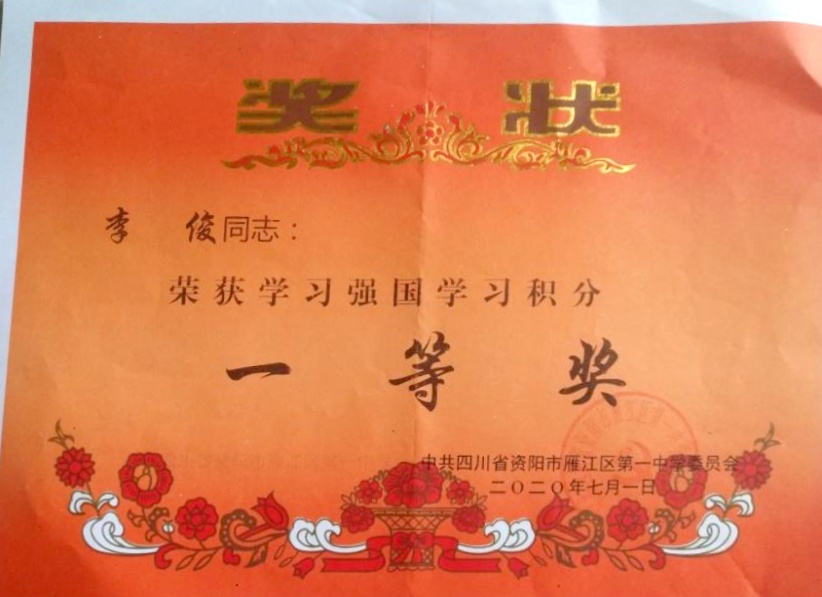 奖状
李 俊同志：
荣获学习强国学习积分
一等奖
中共四川省资阳市雁江区第一中学委员会
二〇二〇年七月一日